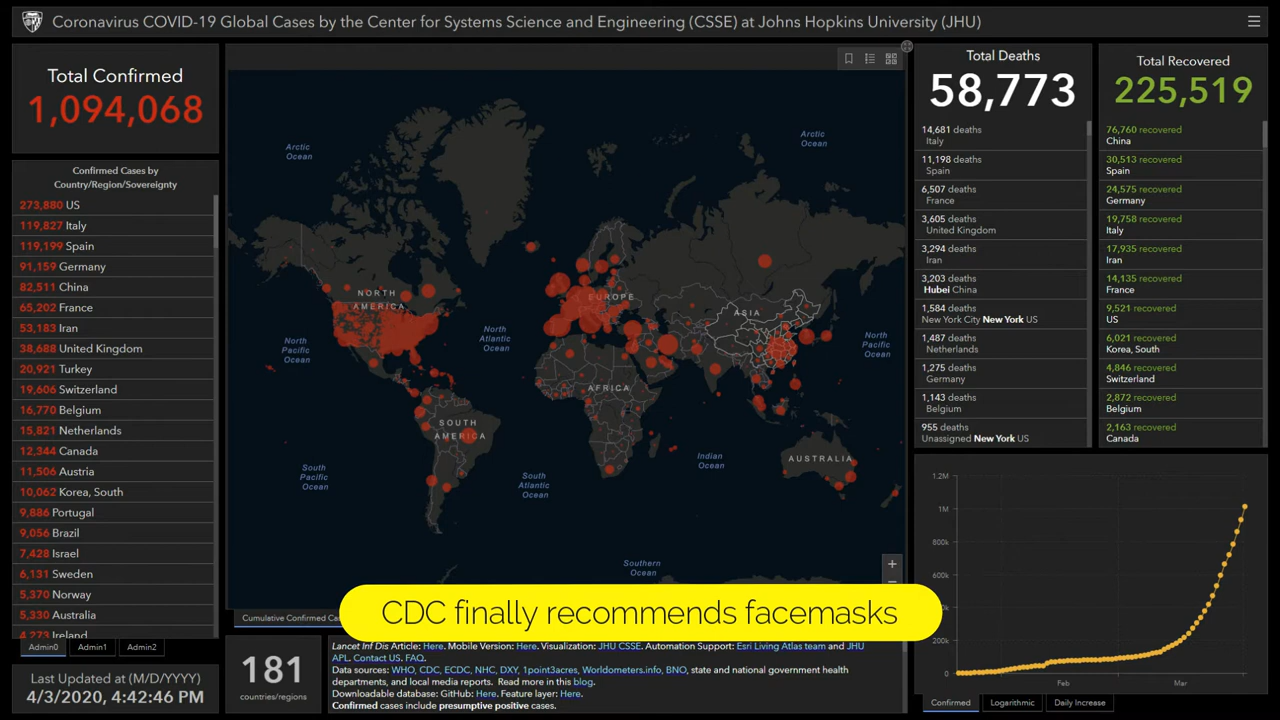 Coronavirus COVID-19 Global Cases by the Center for Systems Science and Engineering (CSSE) at Johns Hopkins University (JHU)
Total Confirmed
1,094,068
Confirmed Cases by
Country/Region/Sovereignty
273,880 US
119,827 Italy
119,199 Spain
91,159 Germany
82,511 China
65,202 France
53,183 Iran
38,688 United Kingdom
20,921 Turkey
19,606 Switzerland
16,770 Belgium
15,821 Netherlands
12,344 Canada
11,506 Austria
10,062 Korea, South
9,886 Portugal
9,056 Brazil
7,428 Israel
6,131 Sweden
5,370 Norway
5,330 Australia
4,273 Ireland
Admin0
Admin1
Admin2
Last Updated at (M/D/YYYY)
4/3/2020, 4:42:46 PM
Arctic
Ocean
Arctic
Ocean
NORTH
AMERICA
EUROPE
ASIA
North
Pacific
Ocean
North
Atlantic
Ocean
North
Pacific
Ocean
AFRICA
SOUTH
AMERICA
AUSTRALIA
Indian
Ocean
South
Pacific
Ocean
South
Atlantic
Ocean
Southern
Ocean
+
CDC finally recommends facemasks
Cumulative Confirmed Ca
181
countries/regions
Lancet Inf Dis Article: Here. Mobile Version: Here. Visualization: JHU CSSE. Automation Support: Esri Living Atlas team and JHU
APL. Contact US. FAQ.
Data sources: WHO, CDC, ECDC, NHC, DXY, 1point3acres, Worldometers.info, BNO, state and national government health
departments, and local media reports. Read more in this blog.
Downloadable database: GitHub: Here. Feature layer: Here.
Confirmed cases include presumptive positive cases.
Total Deaths
58,773
14,681 deaths
Italy
11,198 deaths
Spain
6,507 deaths
France
3,605 deaths
United Kingdom
3,294 deaths
Iran
3,203 deaths
Hubei China
1,584 deaths
New York City New York US
1,487 deaths
Netherlands
1,275 deaths
Germany
1,143 deaths
Belgium
955 deaths
Unassigned New York US
Total Recovered
225,519
76,760 recovered
China
30,513 recovered
Spain
24,575 recovered
Germany
19,758 recovered
Italy
17,935 recovered
Iran
14,135 recovered
France
9,521 recovered
US
6,021 recovered
Korea, South
4,846 recovered
Switzerland
2,872 recovered
Belgium
2,163 recovered
Canada
1.2M
1M
800k
600k
200k
0
Feb
Mar
Confirmed
Logarithmic
Daily Increase